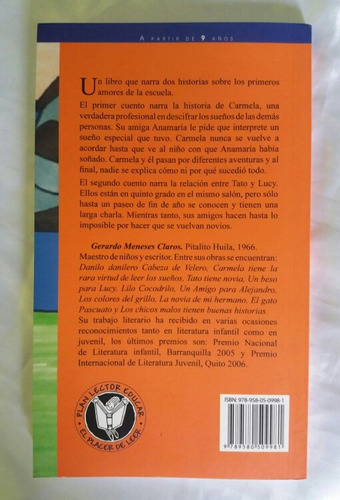 A PARTIR DE 9 AÑOS
Un libro que narra dos historias sobre los primeros
amores de la escuela.
El primer cuento narra la historia de Carmela, una
verdadera profesional en descifrar los sueños de las demás
personas. Su amiga Anamaría le pide que interprete un
sueño especial que tuvo. Carmela nunca se vuelve a
acordar hasta que ve al niño con que Anamaría había
soñado. Carmela y él pasan por diferentes aventuras y al
final, nadie se explica cómo ni por qué sucedió todo.
El segundo cuento narra la relación entre Tato y Lucy.
Ellos están en quinto grado en el mismo salón, pero sólo
hasta un paseo de fin de año se conocen y tienen una
larga charla. Mientras tanto, sus amigos hacen hasta lo
imposible por hacer que se vuelvan novios.
Gerardo Meneses Claros. Pitalito Huila, 1966.
Maestro de niños y escritor. Entre sus obras se encuentran:
Danilo danilero Cabeza de Velero, Carmela tiene la
rara virtud de leer los sueños, Tato tiene novia, Un beso
para Lucy, Lilo Cocodrilo, Un Amigo para Alejandro,
Los colores del grillo, La novia de mi hermano, El gato
Pascuato y Los chicos malos tienen buenas historias.
Su trabajo literario ha recibido en varias ocasiones
reconocimientos tanto en literatura infantil como en
juvenil, los últimos premios son: Premio Nacional
de Literatura infantil, Barranquilla 2005 y Premio
Internacional de Literatura Juvenil, Quito 2006.
PLAN LECTOR EDUCAR
EL PLACER DE LEER
ISBN: 978-958-05-0998-1
9 789580 509981